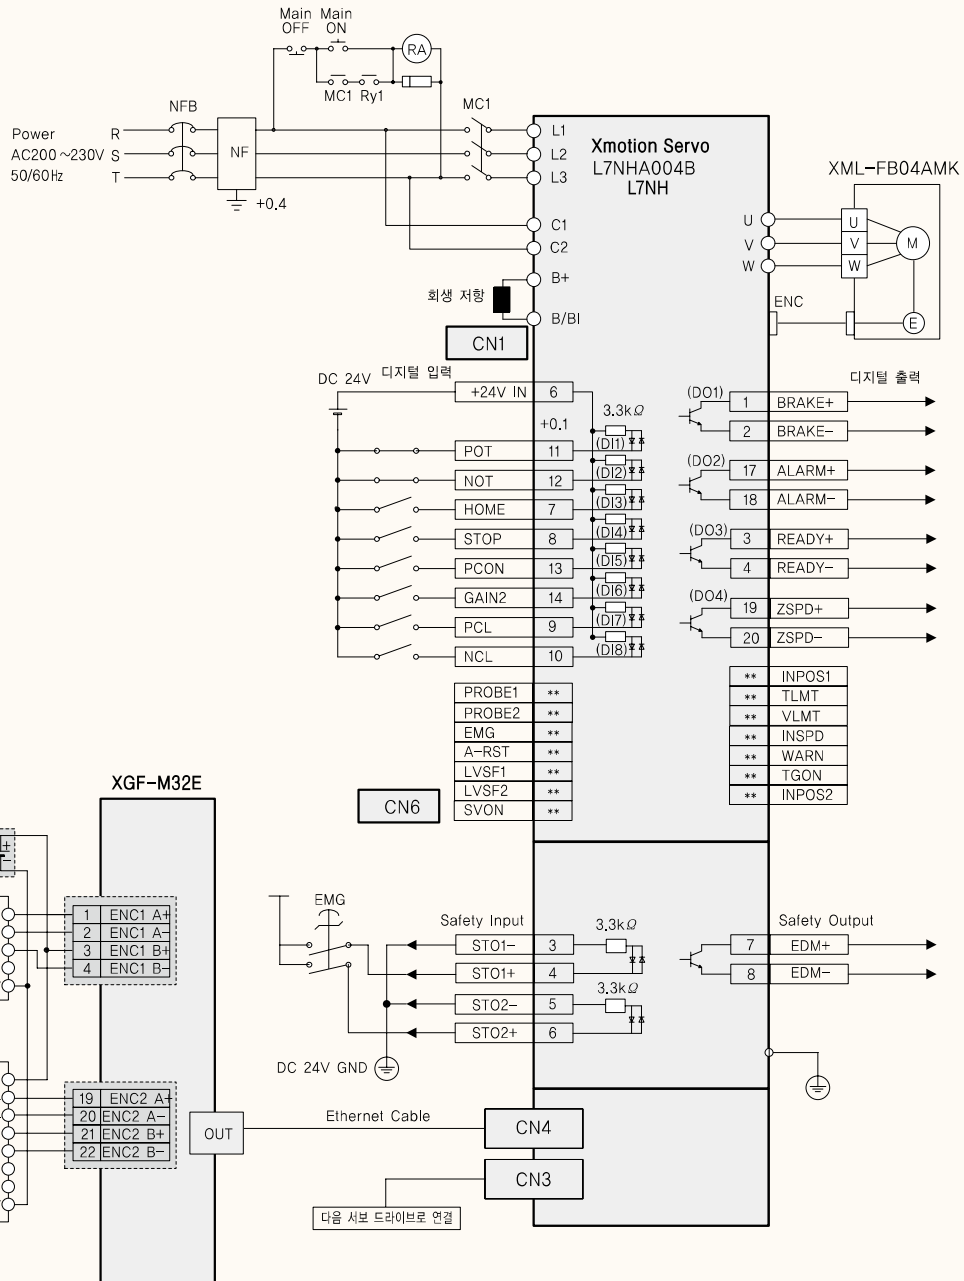 Main OFF
Main ON
RA
MC1 Ry1
NFB
MC1
Power
AC200 ~230V
50/60Hz
R
S
T
NF
+0.4
L1
L2
L3
C1
C2
B+
B/BI
회생 저항
Xmotion Servo
L7NHA004B
L7NH
XML-FB04AMK
U
V
W
U
V
W
M
ENC
E
CN1
DC 24V
디지털 입력
디지털 출력
+24V IN 6
+0.1
3.3kΩ
POT 11 (DI1)
NOT 12 (DI2)
HOME 7 (DI3)
STOP 8 (DI4)
PCON 13 (DI5)
GAIN2 14 (DI6)
PCL 9 (DI7)
NCL 10 (DI8)
(DO1)
1 BRAKE+
2 BRAKE-
(DO2)
17 ALARM+
18 ALARM-
(DO3)
3 READY+
4 READY-
(DO4)
19 ZSPD+
20 ZSPD-
PROBE1 **
PROBE2 **
EMG **
A-RST **
LVSF1 **
LVSF2 **
SVON **
** INPOS1
** TLMT
** VLMT
** INSPD
** WARN
** TGON
** INPOS2
CN6
XGF-M32E
+
-
1 ENC1 A+
2 ENC1 A-
3 ENC1 B+
4 ENC1 B-
19 ENC2 A+
20 ENC2 A-
21 ENC2 B+
22 ENC2 B-
OUT
EMG
Safety Input
STO1- 3
STO1+ 4
STO2- 5
STO2+ 6
3.3kΩ
3.3kΩ
DC 24V GND
Safety Output
7 EDM+
8 EDM-
Ethernet Cable
CN4
CN3
다음 서보 드라이브로 연결